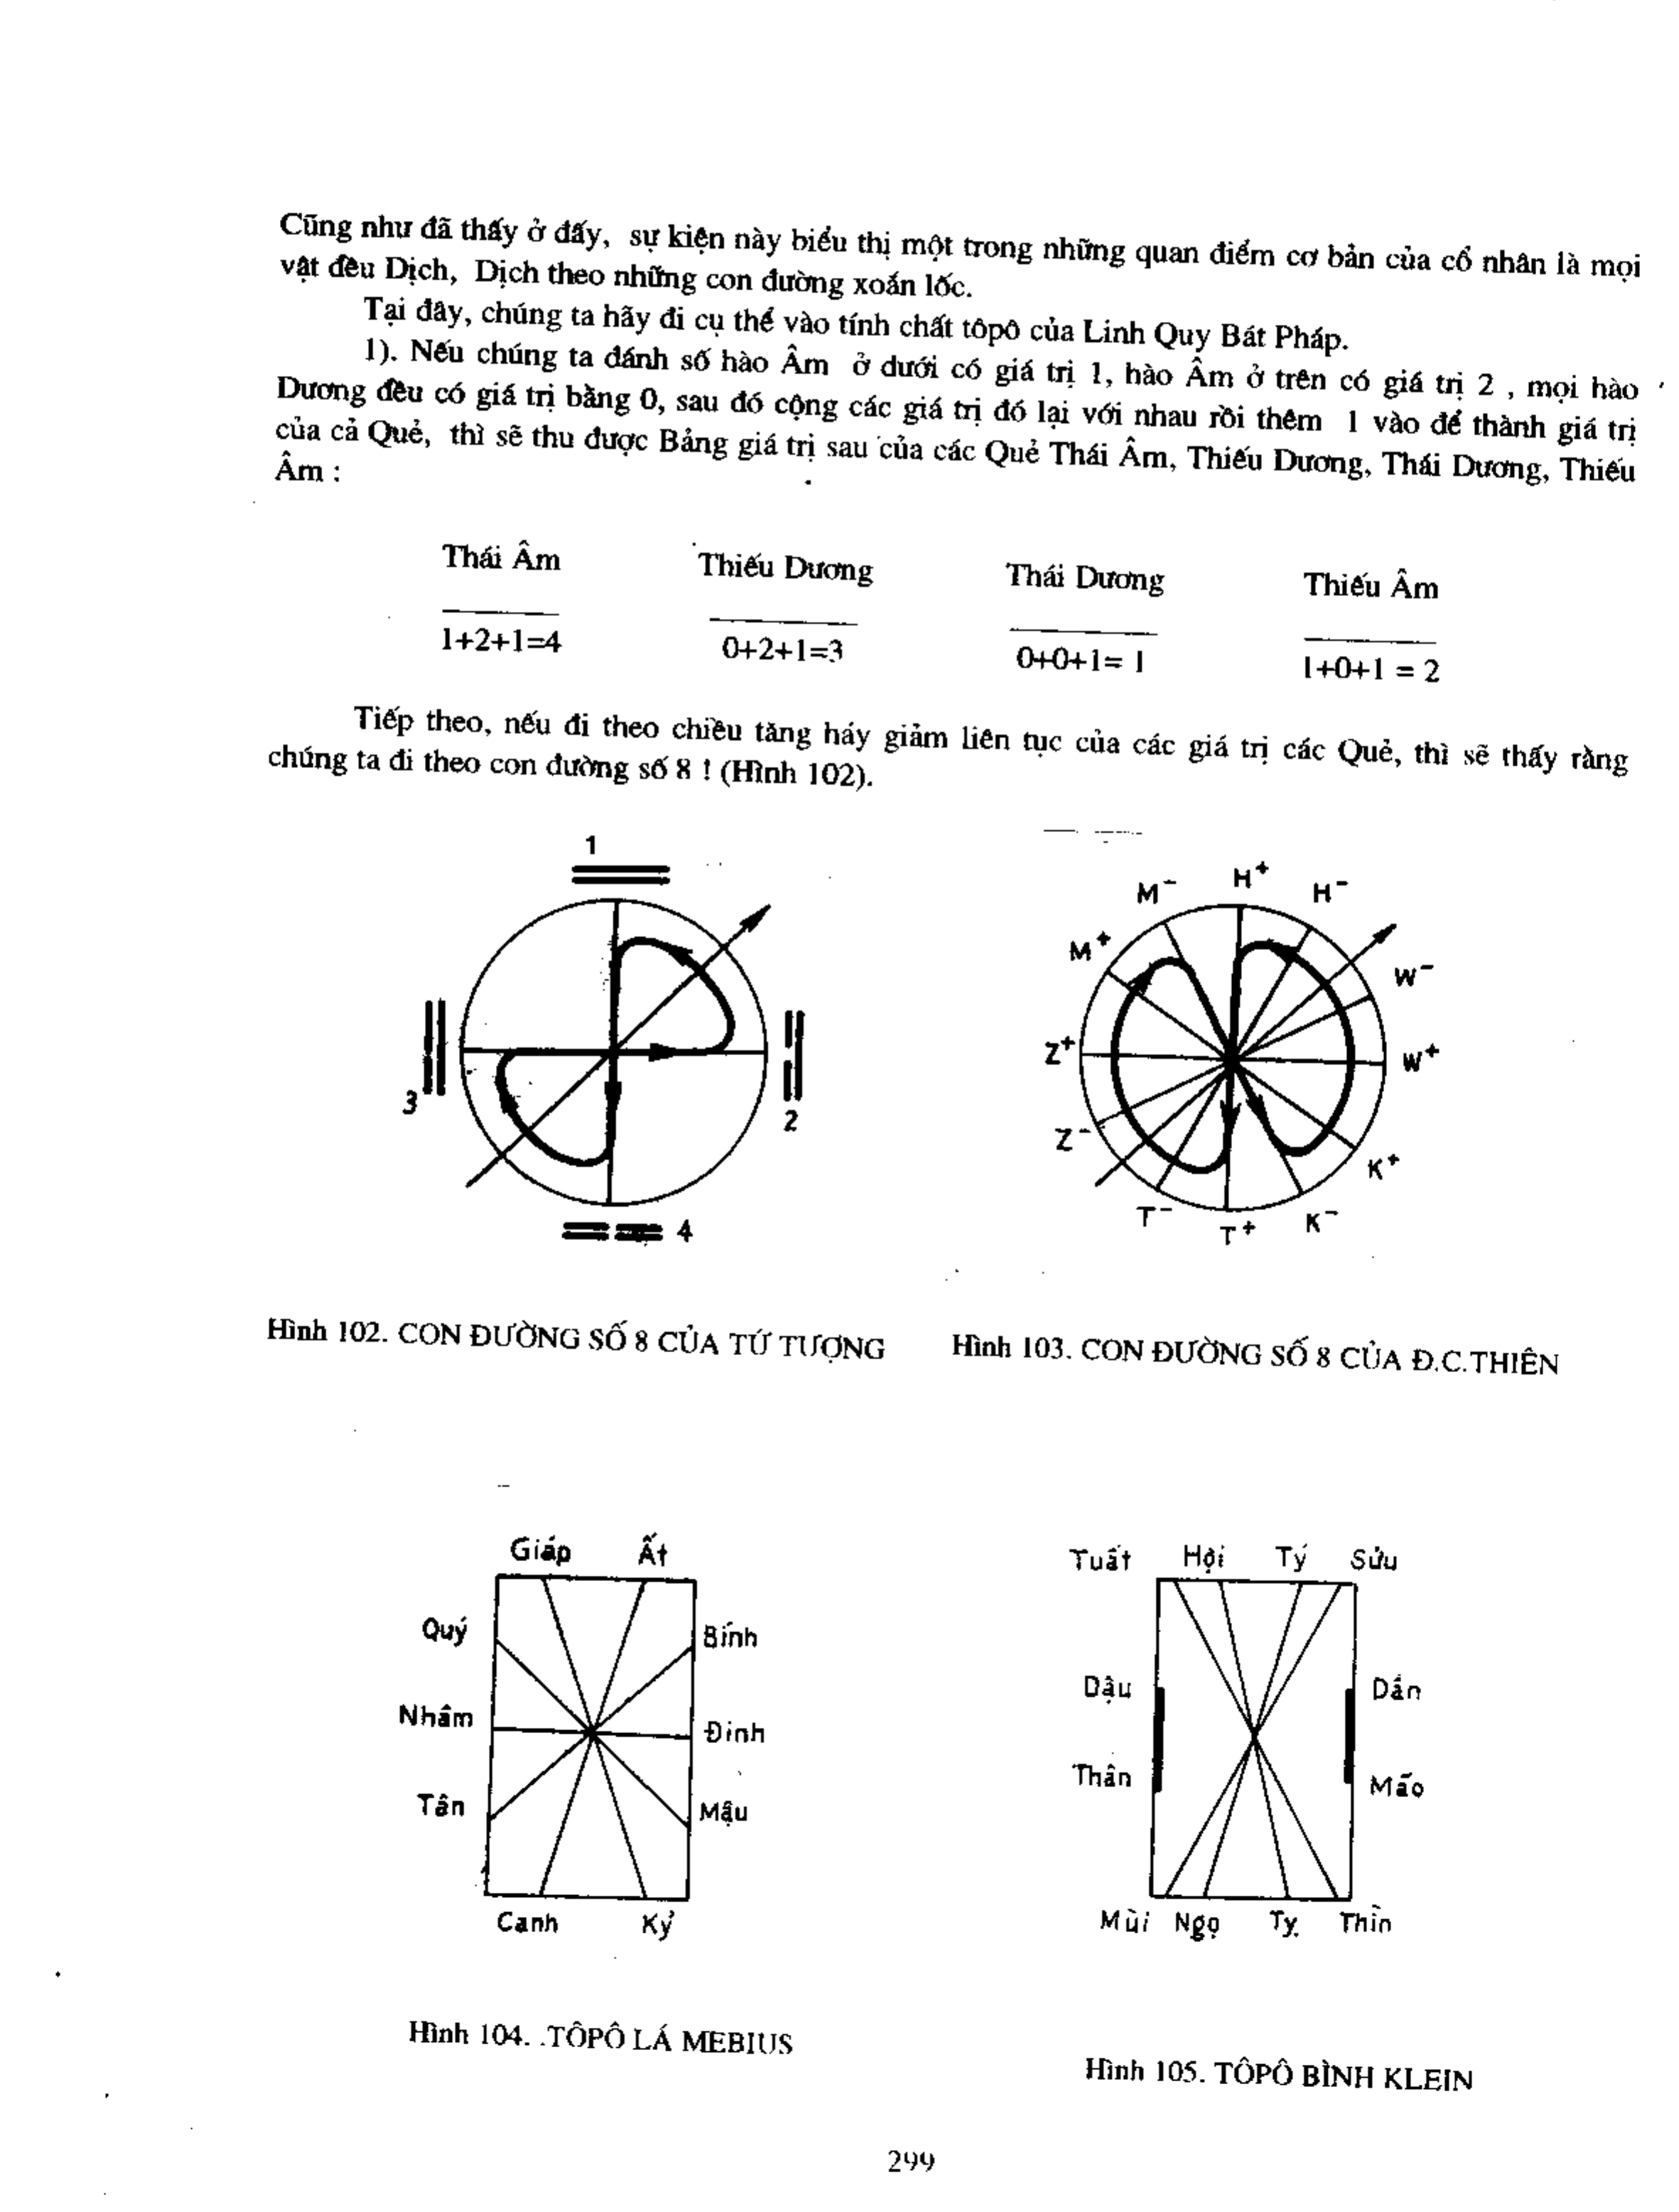 Cũng như đã thấy ở đấy, sự kiện này biểu thị một trong những quan điểm cơ bản của cổ nhân là mọi
vật đều Dịch, Dịch theo những con đường xoắn lốc.
Tại đây, chúng ta hãy đi cụ thể vào tính chất tôpô của Linh Quy Bát Pháp.
1). Nếu chúng ta đánh số hào Âm ở dưới có giá trị 1, hào Âm ở trên có giá trị 2 , mọi hào
Dương đều có giá trị bằng 0, sau đó cộng các giá trị đó lại với nhau rồi thêm 1 vào để thành giá trị
của cả Quẻ, thì sẽ thu được Bảng giá trị sau của các Quẻ Thái Âm, Thiếu Dương, Thái Dương, Thiếu
Âm :
Thái Âm Thiếu Dương Thái Dương Thiếu Âm
1+2+1=4 0+2+1=3 0+0+1= 1 1+0+1 = 2
Tiếp theo, nếu đi theo chiều tăng háy giảm liên tục của các giá trị các Quẻ, thì sẽ thấy rằng
chúng ta đi theo con đường số 8 ! (Hình 102).
1
3
2
4
H+
H-
M-
M+
W-
Z+
W+
Z-
K+
T-
T+
K-
Hình 102. CON ĐƯỜNG SỐ 8 CỦA TỨ TƯỢNG
Hình 103. CON ĐƯỜNG SỐ 8 CỦA Đ.C.THIÊN
Giáp Ất
Quý Bính
Nhâm Đinh
Tân Mậu
Canh Kỷ
Tuất Hội Tý Sửu
Dậu Dần
Thân Mão
Mùi Ngọ Tỵ Thìn
Hình 104. .TÔPÔ LÁ MEBIUS
Hình 105. TÔPÔ BÌNH KLEIN
299